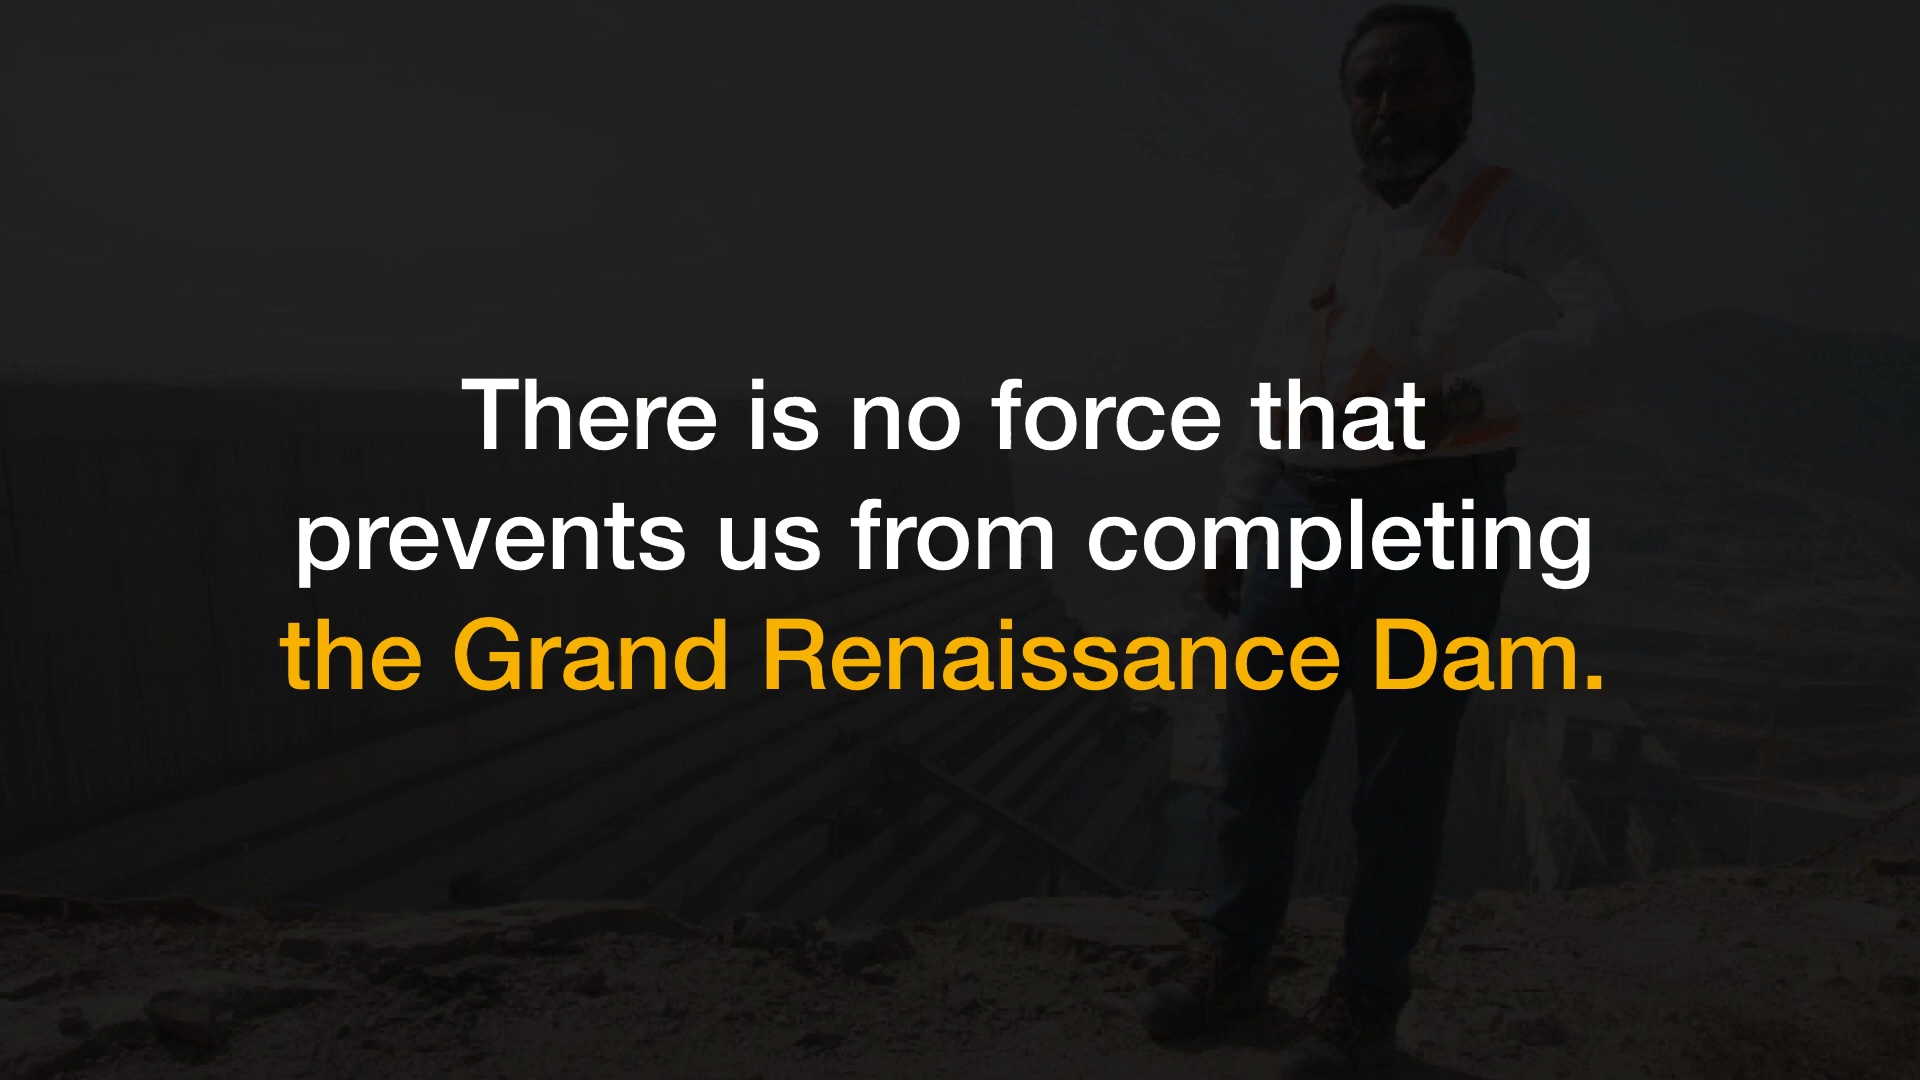 There is no force that
prevents us from completing
the Grand Renaissance Dam.